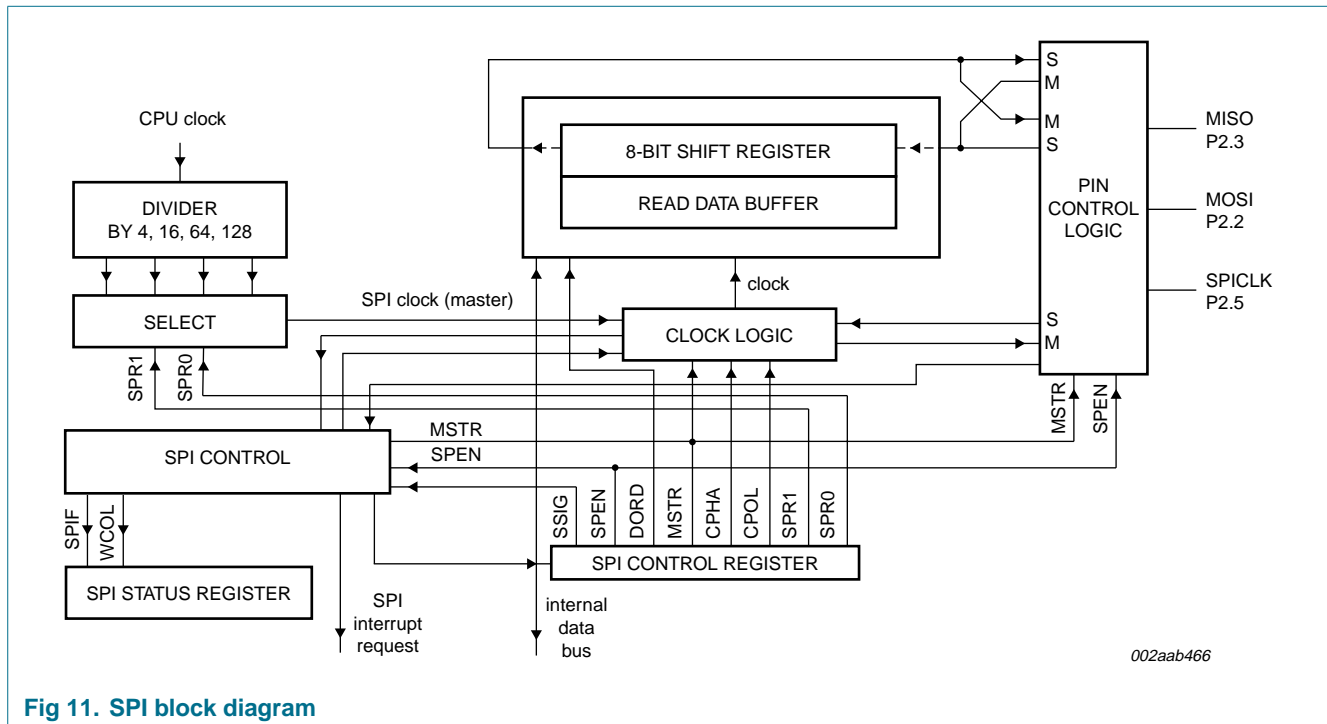 CPU clock
DIVIDER
BY 4, 16, 64, 128
SELECT
SPR1
SPR0
SPI clock (master)
8-BIT SHIFT REGISTER
READ DATA BUFFER
clock
CLOCK LOGIC
S
M
M
S
PIN
CONTROL
LOGIC
S
M
MISO
P2.3
MOSI
P2.2
SPICLK
P2.5
MSTR
SPEN
SPI CONTROL
MSTR
SPEN
SPIF
WCOL
SPI STATUS REGISTER
SPI
interrupt
request
SSIG
SPEN
DORD
MSTR
CPHA
CPOL
SPR1
SPR0
SPI CONTROL REGISTER
internal
data
bus
002aab466
Fig 11. SPI block diagram